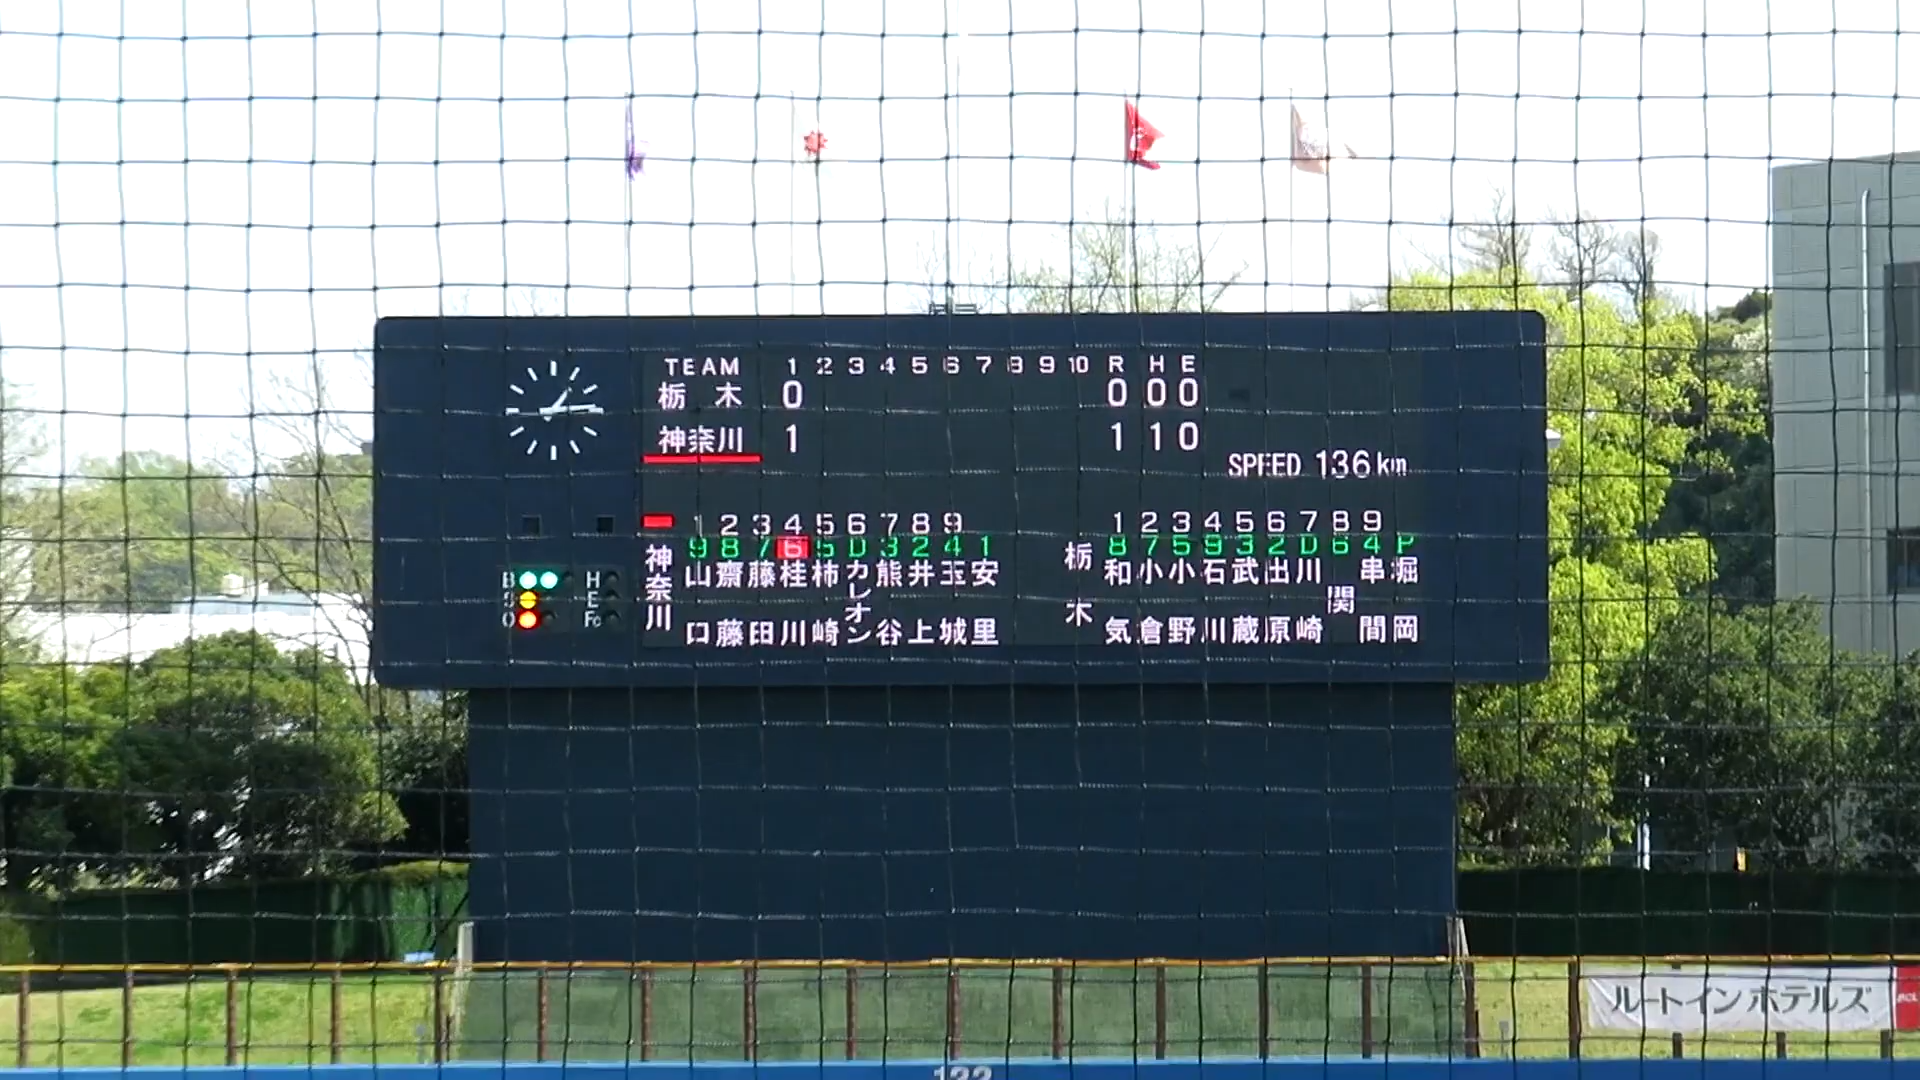 TEAM 1 2 3 4 5 6 7 8 9 10 R H E
栃木 0 0 0 0
神奈川 1 1 1 0
SPEED 136 km
1 2 3 4 5 6 7 8 9
9 8 7 6 5 D 3 2 4 1
神奈川
山口
齋藤
藤田
桂川
柿崎
カレオン
熊谷
井上
玉城
安里
1 2 3 4 5 6 7 8 9
8 7 5 9 3 2 D 6 4 P
栃木
和気
小倉
小野
石川
武蔵
出原
川崎
関
串間
堀岡
B
S
O
H
E
Fc
ルートインホテルズ
BCL
122